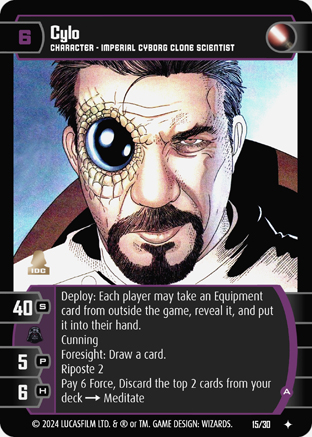 6
Cylo
CHARACTER - IMPERIAL CYBORG CLONE SCIENTIST
IDC
40 S
5 P
6 H
Deploy: Each player may take an Equipment
card from outside the game, reveal it, and put
it into their hand.
Cunning
Foresight: Draw a card.
Riposte 2
Pay 6 Force, Discard the top 2 cards from your
deck → Meditate
A
© 2024 LUCASFILM LTD. & ® or TM. GAME DESIGN: WIZARDS.
15/30